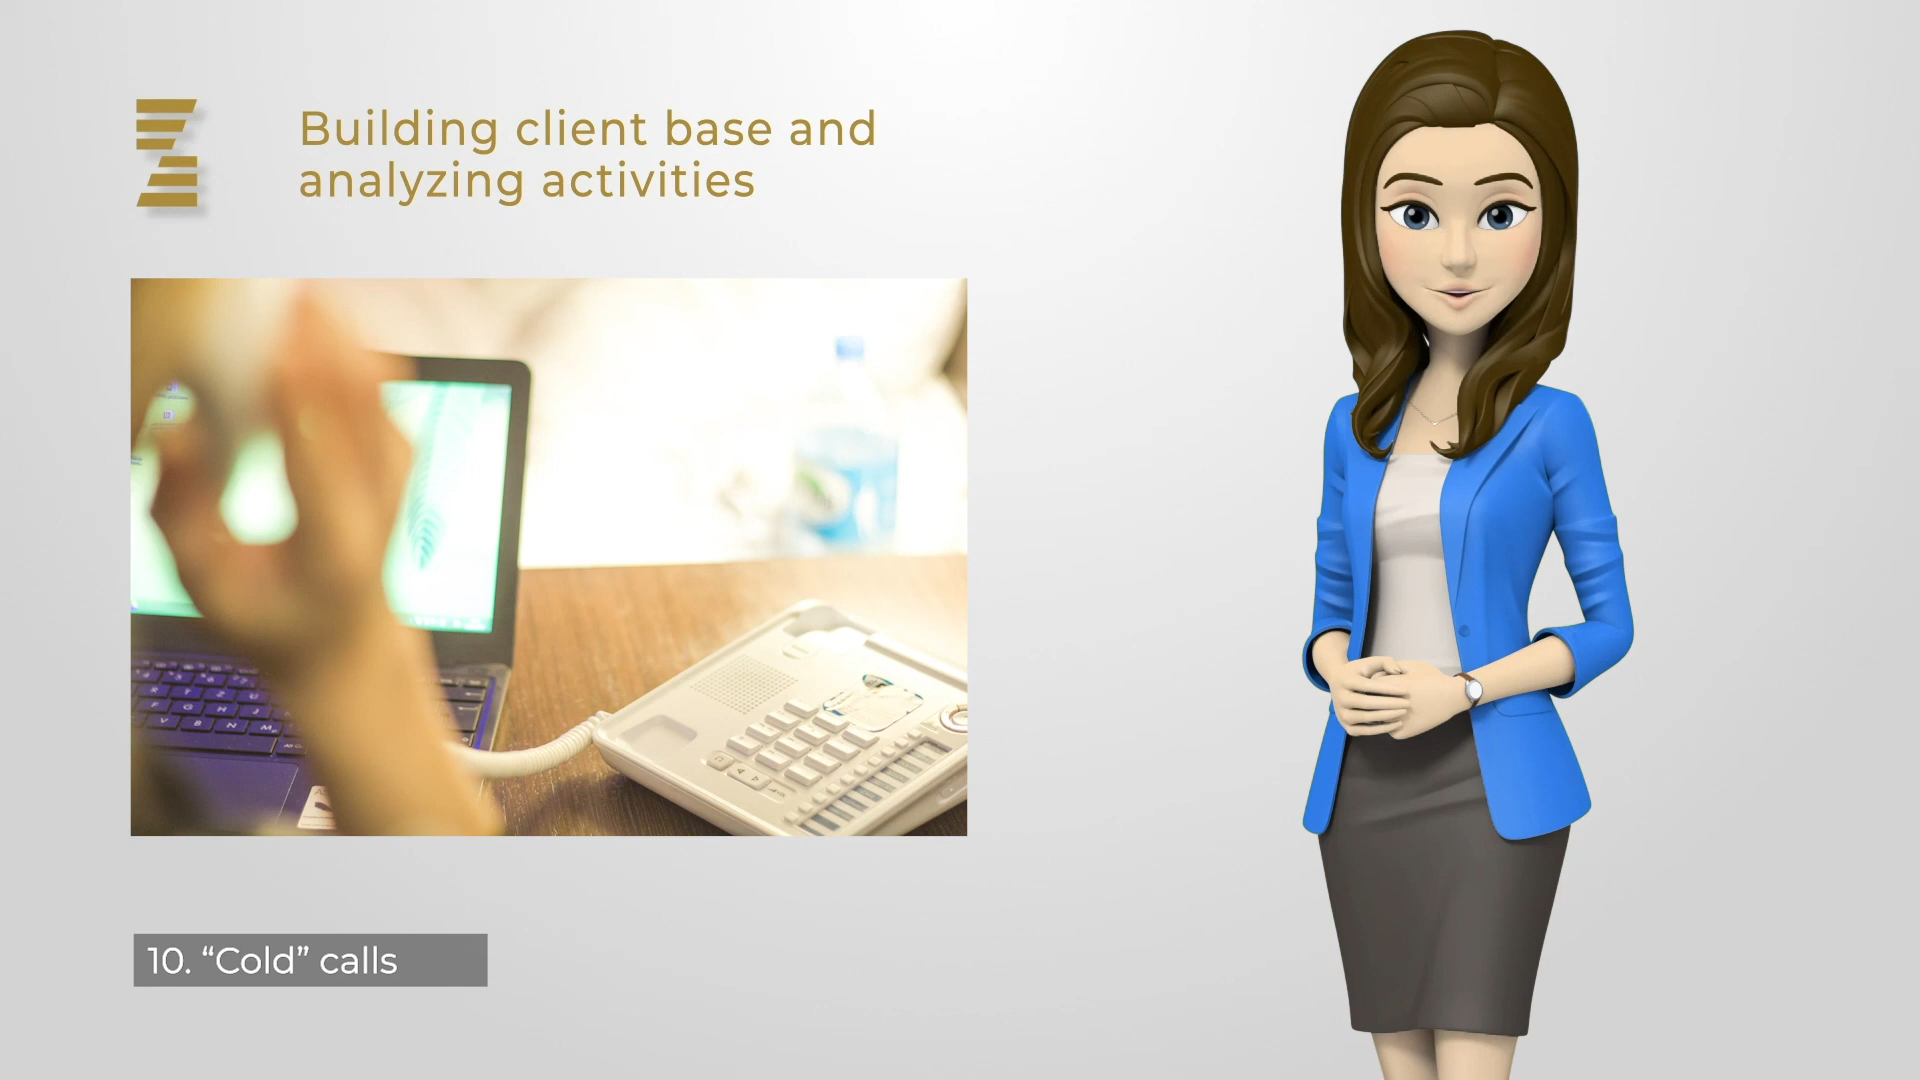 Building client base and
analyzing activities
10. “Cold” calls